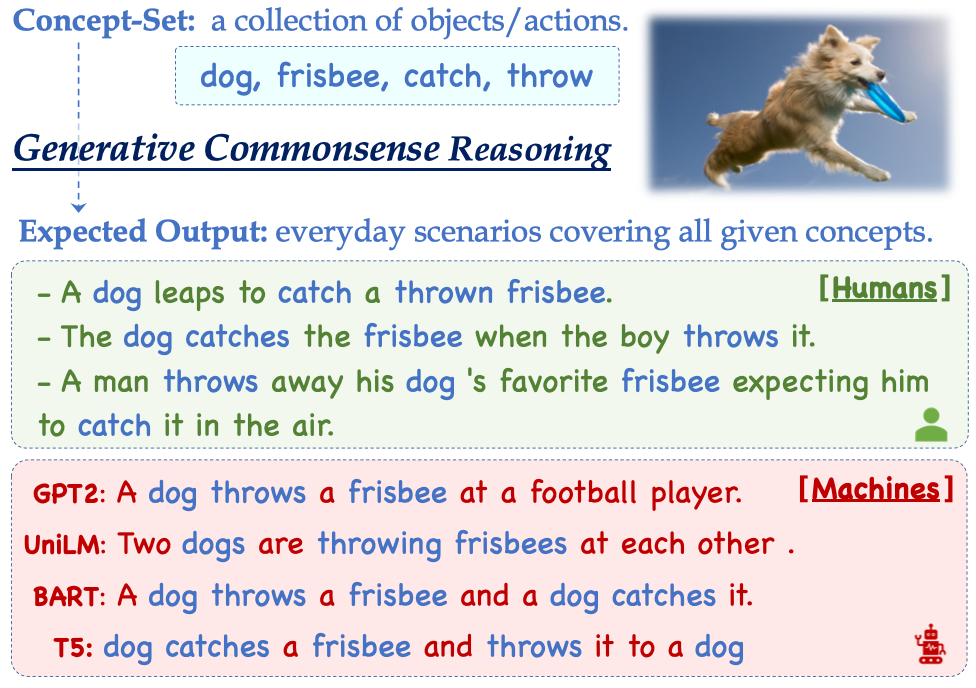 Concept-Set: a collection of objects/actions.
dog, frisbee, catch, throw
Generative Commonsense Reasoning
Expected Output: everyday scenarios covering all given concepts.
[Humans]
- A dog leaps to catch a thrown frisbee.
- The dog catches the frisbee when the boy throws it.
- A man throws away his dog 's favorite frisbee expecting him
to catch it in the air.
[Machines]
GPT2: A dog throws a frisbee at a football player.
UniLM: Two dogs are throwing frisbees at each other .
BART: A dog throws a frisbee and a dog catches it.
T5: dog catches a frisbee and throws it to a dog